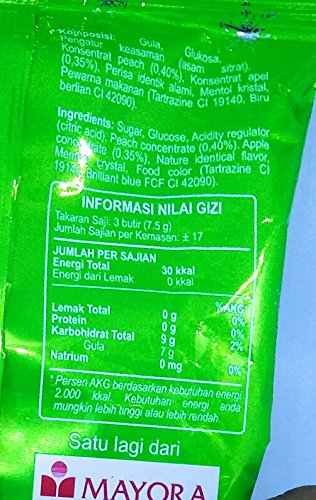 Komposisi: Gula, Glukosa,
Pengatur keasaman (asam sitrat),
Konsentrat peach (0,40%), Konsentrat apel
(0,35%), Perisa identik alami, Mentol kristal,
Pewarna makanan (Tartrazine CI 19140, Biru
berlian CI 42090).
Ingredients: Sugar, Glucose, Acidity regulator
(citric acid), Peach concentrate (0,40%), Apple
concentrate (0,35%), Nature identical flavor,
Menthol crystal, Food color (Tartrazine CI
19140, Brilliant blue FCF CI 42090).
INFORMASI NILAI GIZI
Takaran Saji: 3 butir (7.5 g)
Jumlah Sajian per Kemasan: ± 17
JUMLAH PER SAJIAN
Energi Total 30 kkal
Energi dari Lemak 0 kkal
%AKG
Lemak Total 0 g 0%
Protein 0 g 0%
Karbohidrat Total 9 g 2%
Gula 7 g
Natrium 0 mg 0%
*Persen AKG berdasarkan kebutuhan energi
2.000 kkal. Kebutuhan energi anda
mungkin lebih tinggi atau lebih rendah.
Satu lagi dari
MAYORA